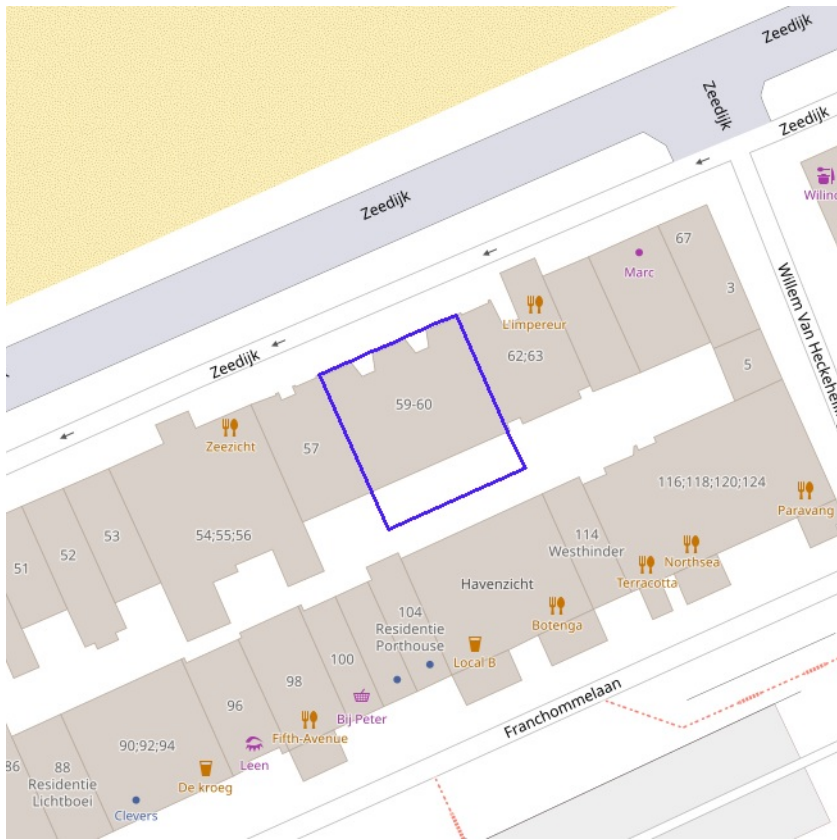 Zeedijk
Zeedijk
Zeedijk
Wilind
Zeedijk
67
Marc
3
Willem Van Heckehem
L'impereur
62;63
5
Zeedijk
59-60
Zeezicht
57
116;118;120;124
Paravang
54;55;56
53
52
51
114
Westhinder
Northsea
Terracotta
Havenzicht
Botenga
104
Residentie
Porthouse
Local B
100
98
Bij Peter
Franchommelaan
96
Fifth-Avenue
90;92;94
Leen
De kroeg
86
88
Residentie
Lichtboei
Clevers